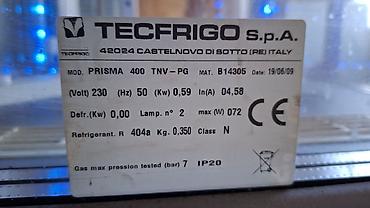 TECFRIGO S.p.A.
TECFRIGO
42024 CASTELNOVO DI SOTTO (RE) ITALY
MOD. PRISMA 400 TNV-PG MAT. B14305 Date: 19/06/09
(Volt) 230 (Hz) 50 (Kw) 0,59 In(A) 04,58
Defr.(Kw) 0,00 Lamp. n° 2 max (W) 072
Refrigerant. R 404a Kg. 0,350 Class N
CE
Gas max pression tested (bar) 7 IP20